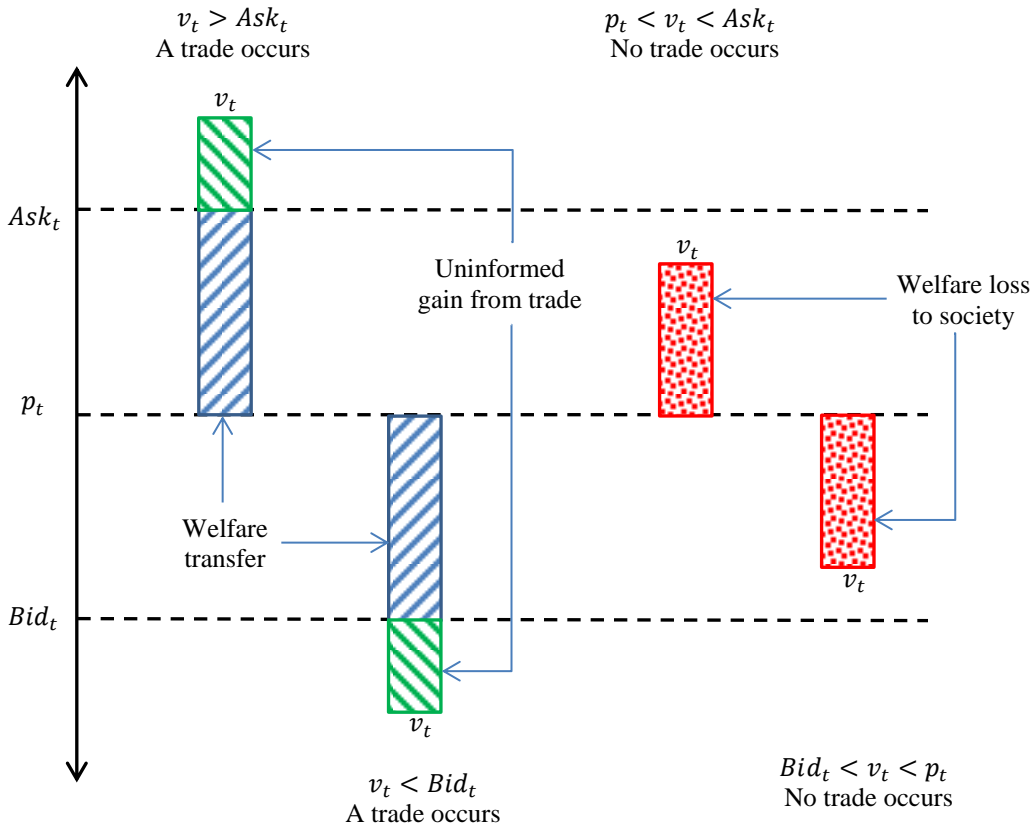 v_t > Ask_t
A trade occurs
p_t < v_t < Ask_t
No trade occurs
v_t
Ask_t
v_t
Uninformed
gain from trade
Welfare loss
to society
p_t
Welfare
transfer
v_t
Bid_t
v_t
v_t < Bid_t
A trade occurs
Bid_t < v_t < p_t
No trade occurs